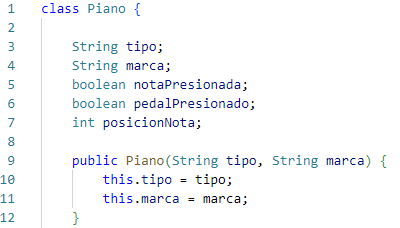 1 class Piano {
2
3 String tipo;
4 String marca;
5 boolean notaPresionada;
6 boolean pedalPresionado;
7 int posicionNota;
8
9 public Piano(String tipo, String marca) {
10 this.tipo = tipo;
11 this.marca = marca;
12 }